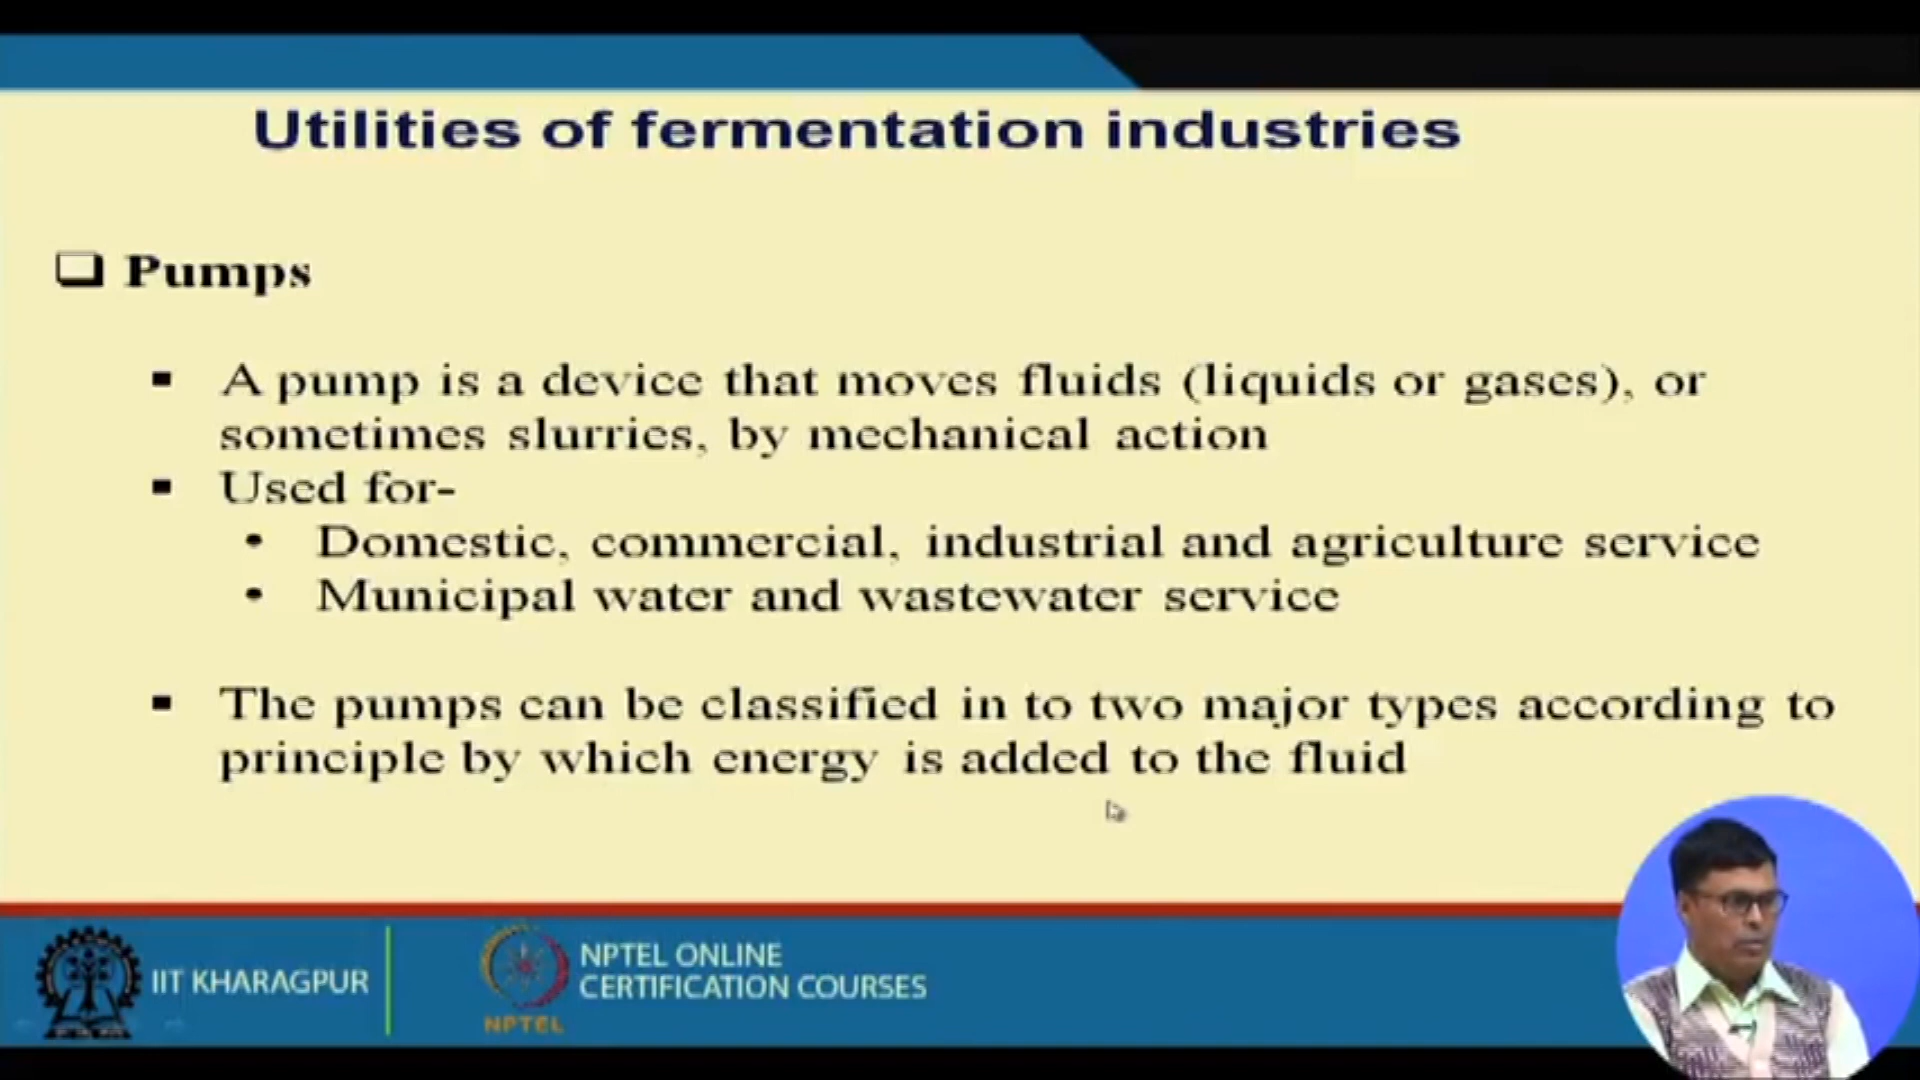 Utilities of fermentation industries
Pumps
A pump is a device that moves fluids (liquids or gases), or
sometimes slurries, by mechanical action
Used for-
Domestic, commercial, industrial and agriculture service
Municipal water and wastewater service
The pumps can be classified in to two major types according to
principle by which energy is added to the fluid
IIT KHARAGPUR
NPTEL
NPTEL ONLINE
CERTIFICATION COURSES